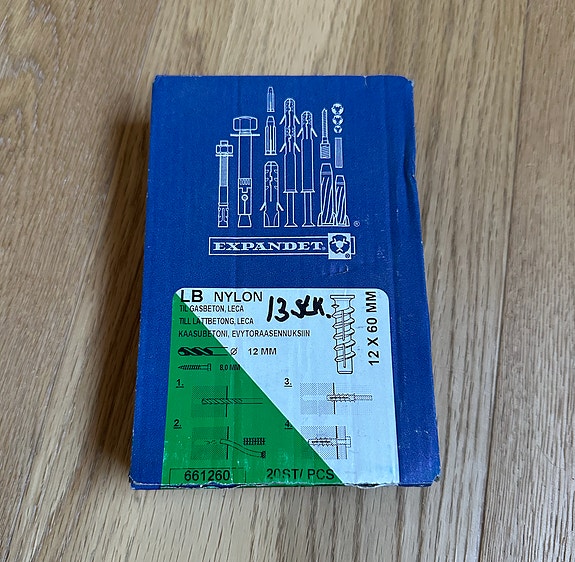 EXPANDET ®
®
LB NYLON
13 stk.
TIL GASBETON, LECA
TILL LÄTTBETONG, LECA
KAASUBETONI, EVYTORAASENNUKSIIN
12 X 60 MM
Ø 12 MM
8,0 MM
1.
3.
2.
4.
661260
20ST/ PCS